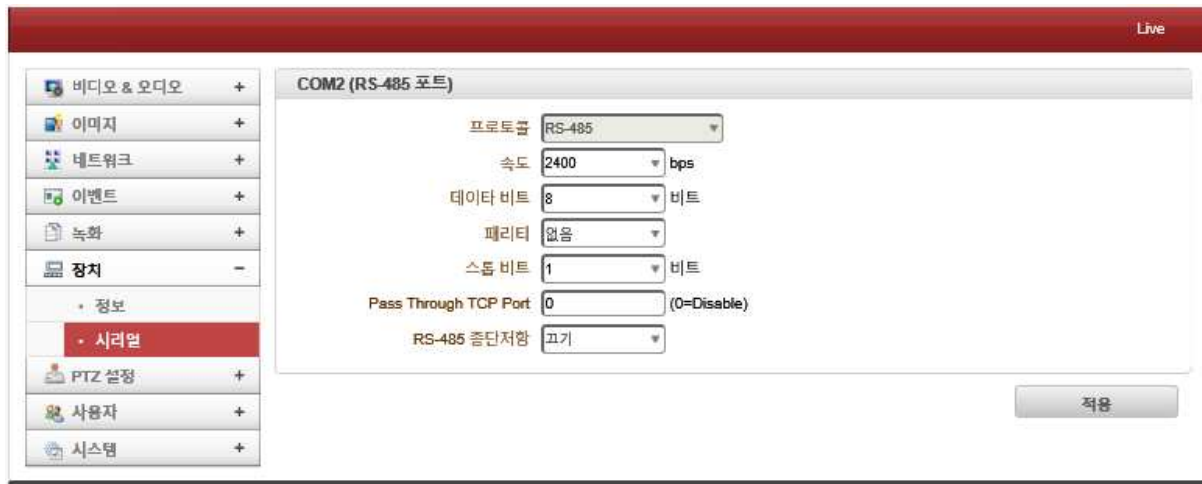 Live
비디오 & 오디오 +
이미지 +
네트워크 +
이벤트 +
녹화 +
장치 -
• 정보
• 시리얼
PTZ 설정 +
사용자 +
시스템 +
COM2 (RS-485 포트)
프로토콜 RS-485
속도 2400 bps
데이타 비트 8 비트
패리티 없음
스톱 비트 1 비트
Pass Through TCP Port 0 (0=Disable)
RS-485 종단저항 끄기
적용